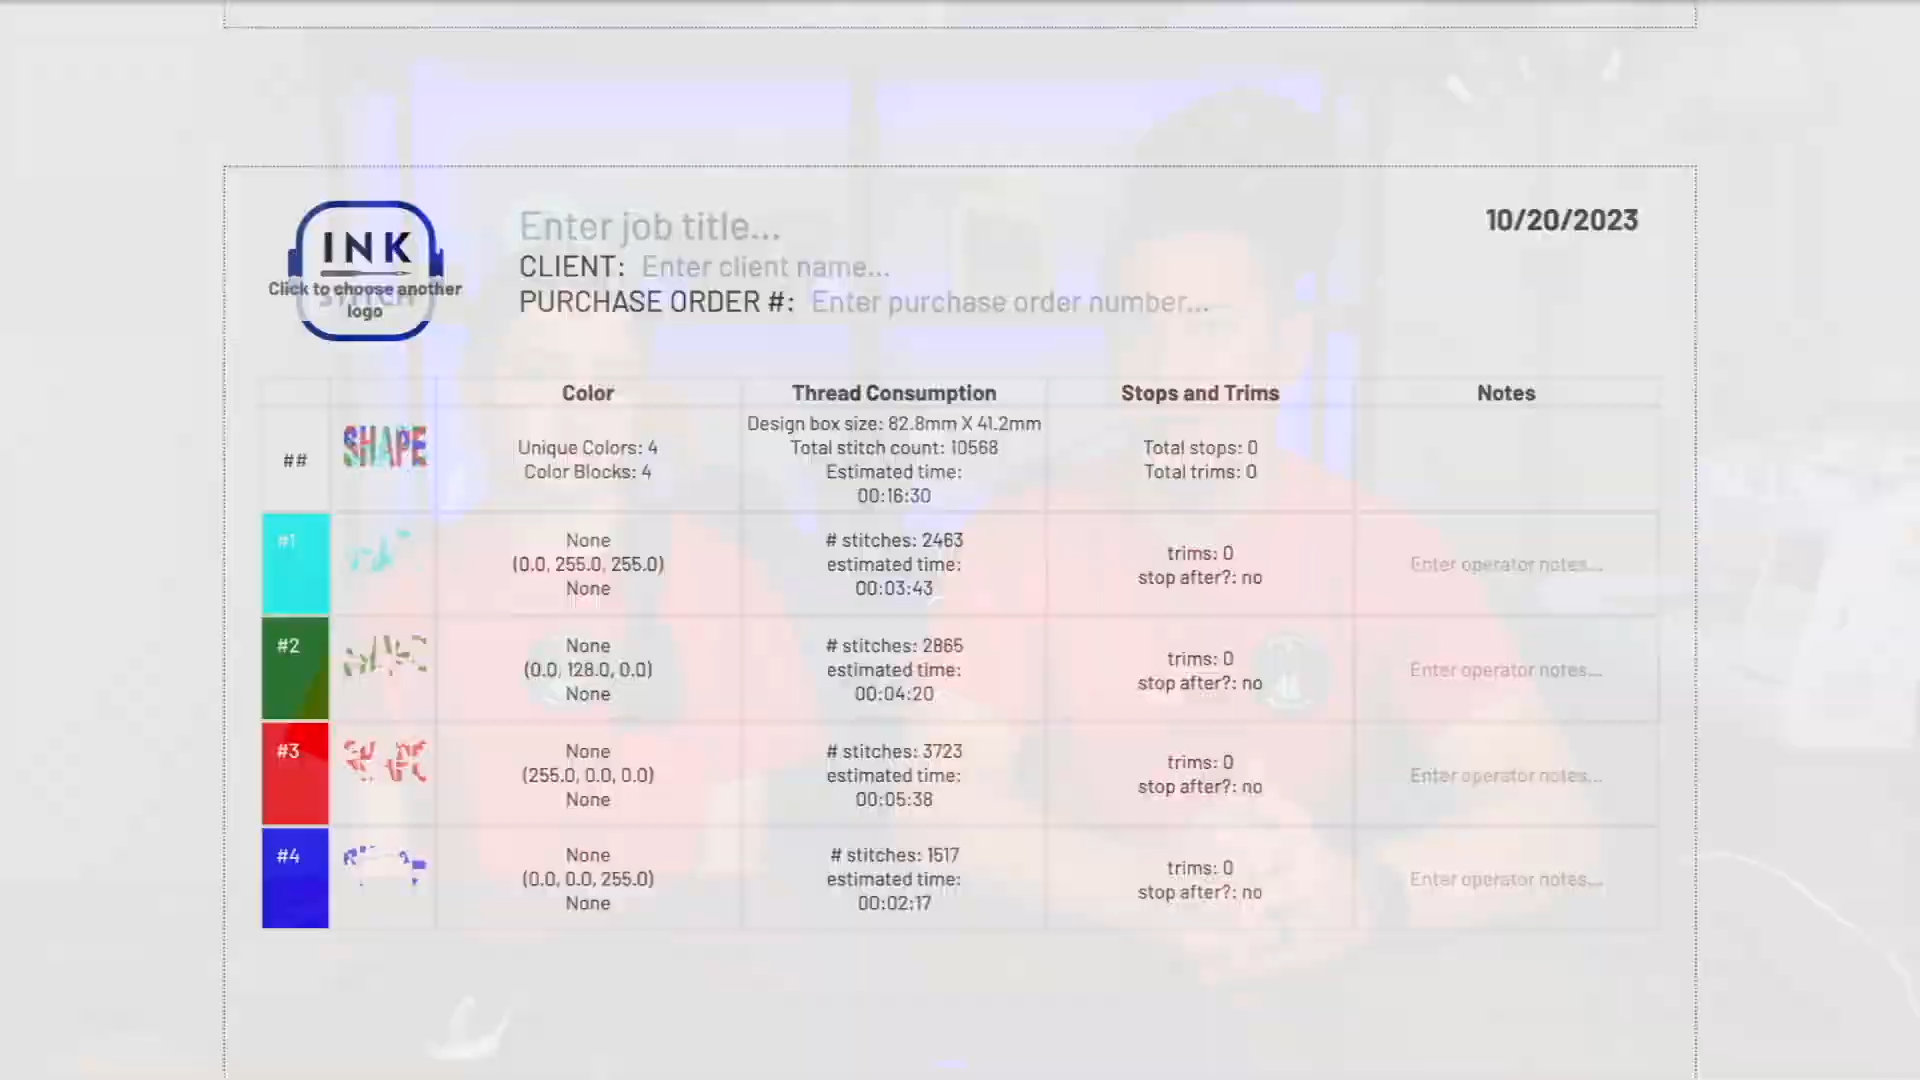 INK
STITCH
Click to choose another
logo
Enter job title...
CLIENT: Enter client name...
PURCHASE ORDER #: Enter purchase order number...
10/20/2023
Color Thread Consumption Stops and Trims Notes
## SHAPE
Unique Colors: 4
Color Blocks: 4
Design box size: 82.8mm X 41.2mm
Total stitch count: 10568
Estimated time:
00:16:30
Total stops: 0
Total trims: 0
#1
None
(0.0, 255.0, 255.0)
None
# stitches: 2463
estimated time:
00:03:43
trims: 0
stop after?: no
Enter operator notes...
#2
None
(0.0, 128.0, 0.0)
None
# stitches: 2865
estimated time:
00:04:20
trims: 0
stop after?: no
Enter operator notes...
#3
None
(255.0, 0.0, 0.0)
None
# stitches: 3723
estimated time:
00:05:38
trims: 0
stop after?: no
Enter operator notes...
#4
None
(0.0, 0.0, 255.0)
None
# stitches: 1517
estimated time:
00:02:17
trims: 0
stop after?: no
Enter operator notes...